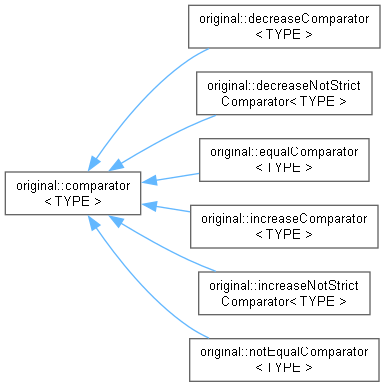 original::decreaseComparator
< TYPE >
original::decreaseNotStrict
Comparator< TYPE >
original::equalComparator
< TYPE >
original::comparator
< TYPE >
original::increaseComparator
< TYPE >
original::increaseNotStrict
Comparator< TYPE >
original::notEqualComparator
< TYPE >